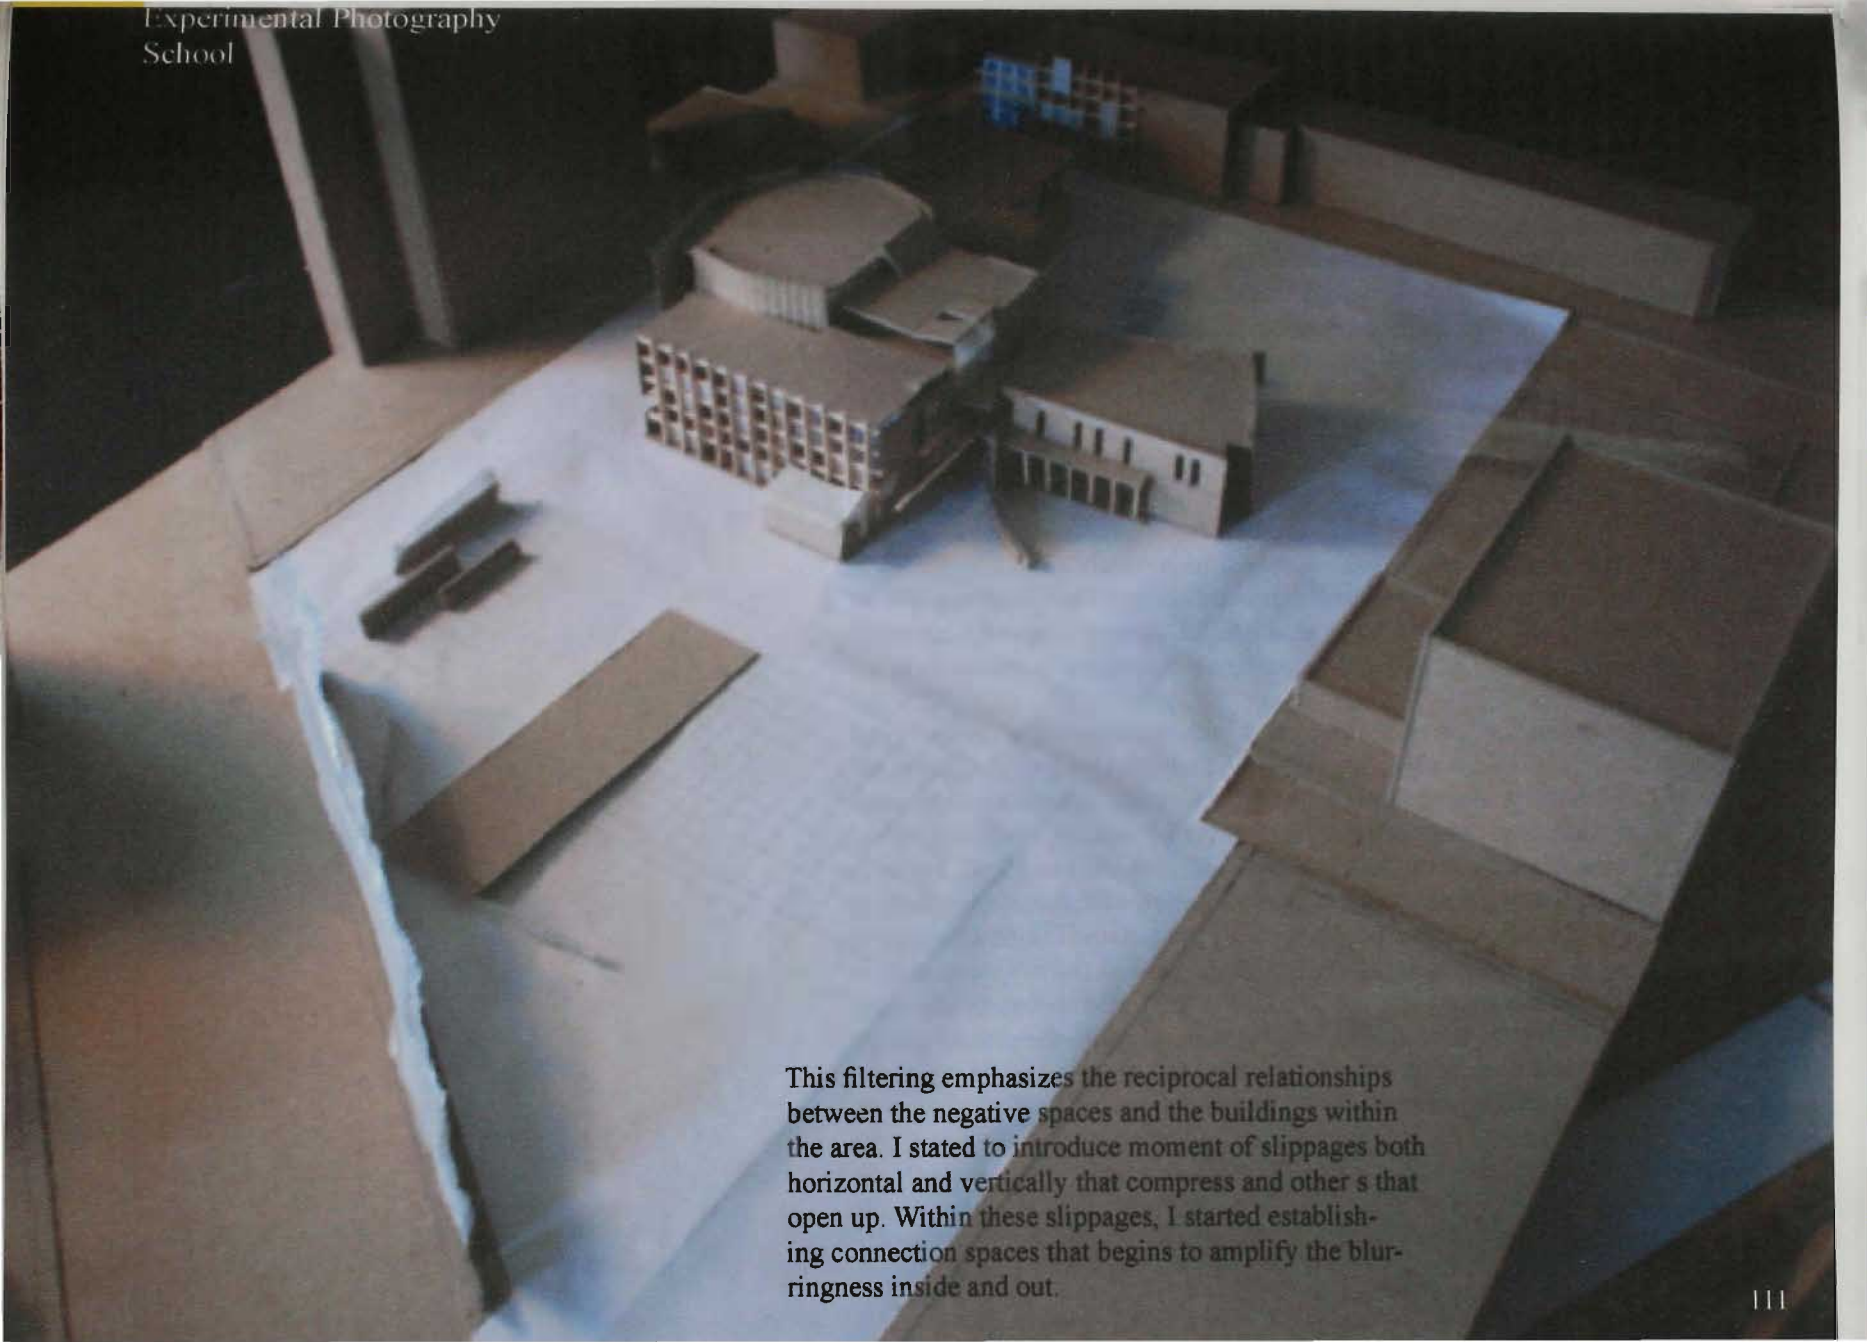 Experimental Photography
School
This filtering emphasizes the reciprocal relationships
between the negative spaces and the buildings within
the area. I stated to introduce moment of slippages both
horizontal and vertically that compress and other s that
open up. Within these slippages, I started establish-
ing connection spaces that begins to amplify the blur-
ringness inside and out.
111